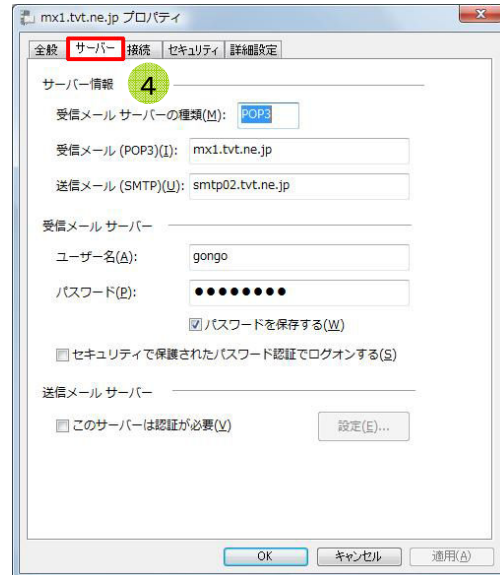 mx1.tvt.ne.jp プロパティ
全般 サーバー 接続 セキュリティ 詳細設定
サーバー情報
4
受信メール サーバーの種類(M): POP3
受信メール (POP3)(I): mx1.tvt.ne.jp
送信メール (SMTP)(U): smtp02.tvt.ne.jp
受信メール サーバー
ユーザー名(A): gongo
パスワード(P): ●●●●●●●●
パスワードを保存する(W)
セキュリティで保護されたパスワード認証でログオンする(S)
送信メール サーバー
このサーバーは認証が必要(V) 設定(E)...
OK キャンセル 適用(A)